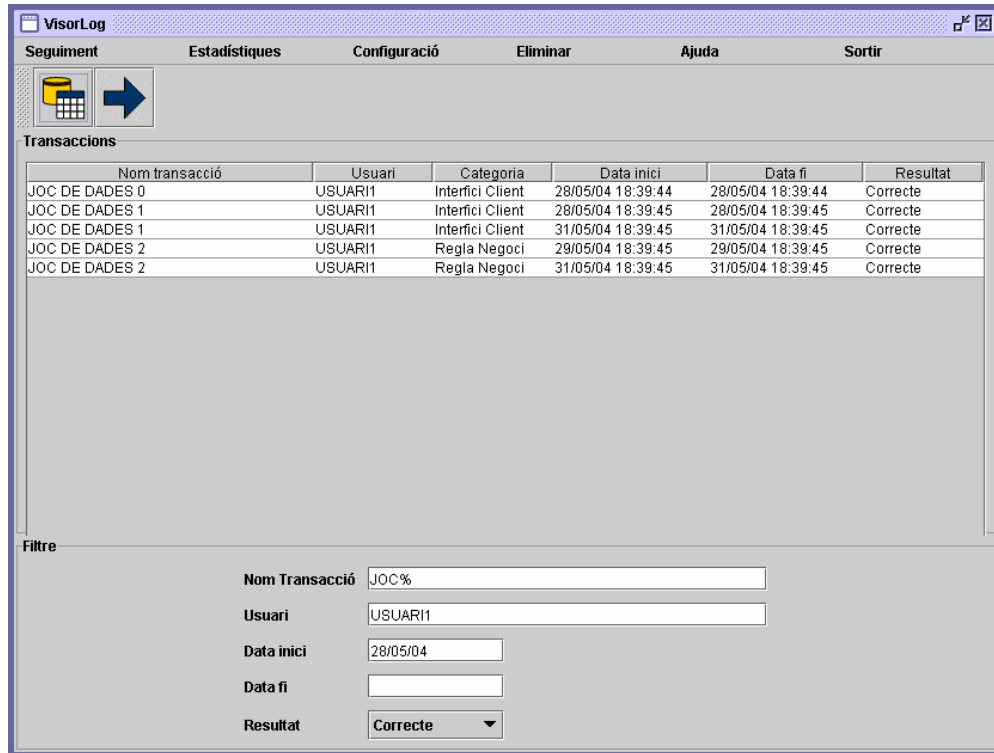 VisorLog
Seguiment Estadístiques Configuració Eliminar Ajuda Sortir
Transaccions
Nom transacció Usuari Categoria Data inici Data fi Resultat
JOC DE DADES 0 USUARI1 Interfici Client 28/05/04 18:39:44 28/05/04 18:39:44 Correcte
JOC DE DADES 1 USUARI1 Interfici Client 28/05/04 18:39:45 28/05/04 18:39:45 Correcte
JOC DE DADES 1 USUARI1 Interfici Client 31/05/04 18:39:45 31/05/04 18:39:45 Correcte
JOC DE DADES 2 USUARI1 Regla Negoci 29/05/04 18:39:45 29/05/04 18:39:45 Correcte
JOC DE DADES 2 USUARI1 Regla Negoci 31/05/04 18:39:45 31/05/04 18:39:45 Correcte
Filtre
Nom Transacció JOC%
Usuari USUARI1
Data inici 28/05/04
Data fi
Resultat Correcte